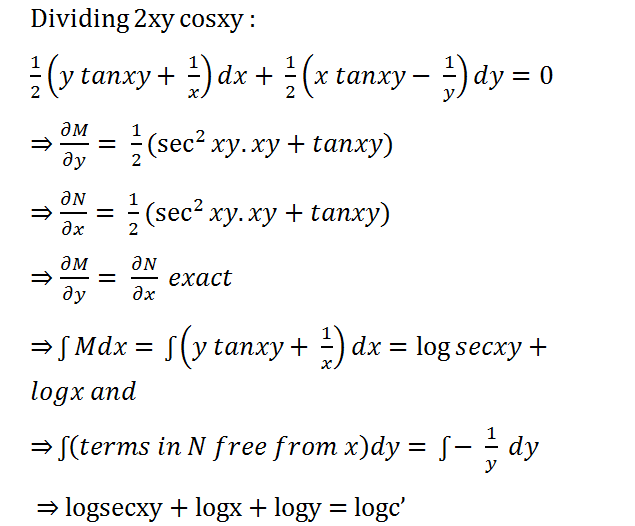 Dividing 2xy cosxy :
½(y tanxy + 1/x) dx + ½(x tanxy − 1/y) dy = 0
⇒ ∂M/∂y = ½(sec² xy. xy + tanxy)
⇒ ∂N/∂x = ½(sec² xy. xy + tanxy)
⇒ ∂M/∂y = ∂N/∂x exact
⇒ ∫ Mdx = ∫(y tanxy + 1/x) dx = log secxy +
logx and
⇒ ∫(terms in N free from x)dy = ∫ − 1/y dy
⇒ logsecxy + logx + logy = logc’